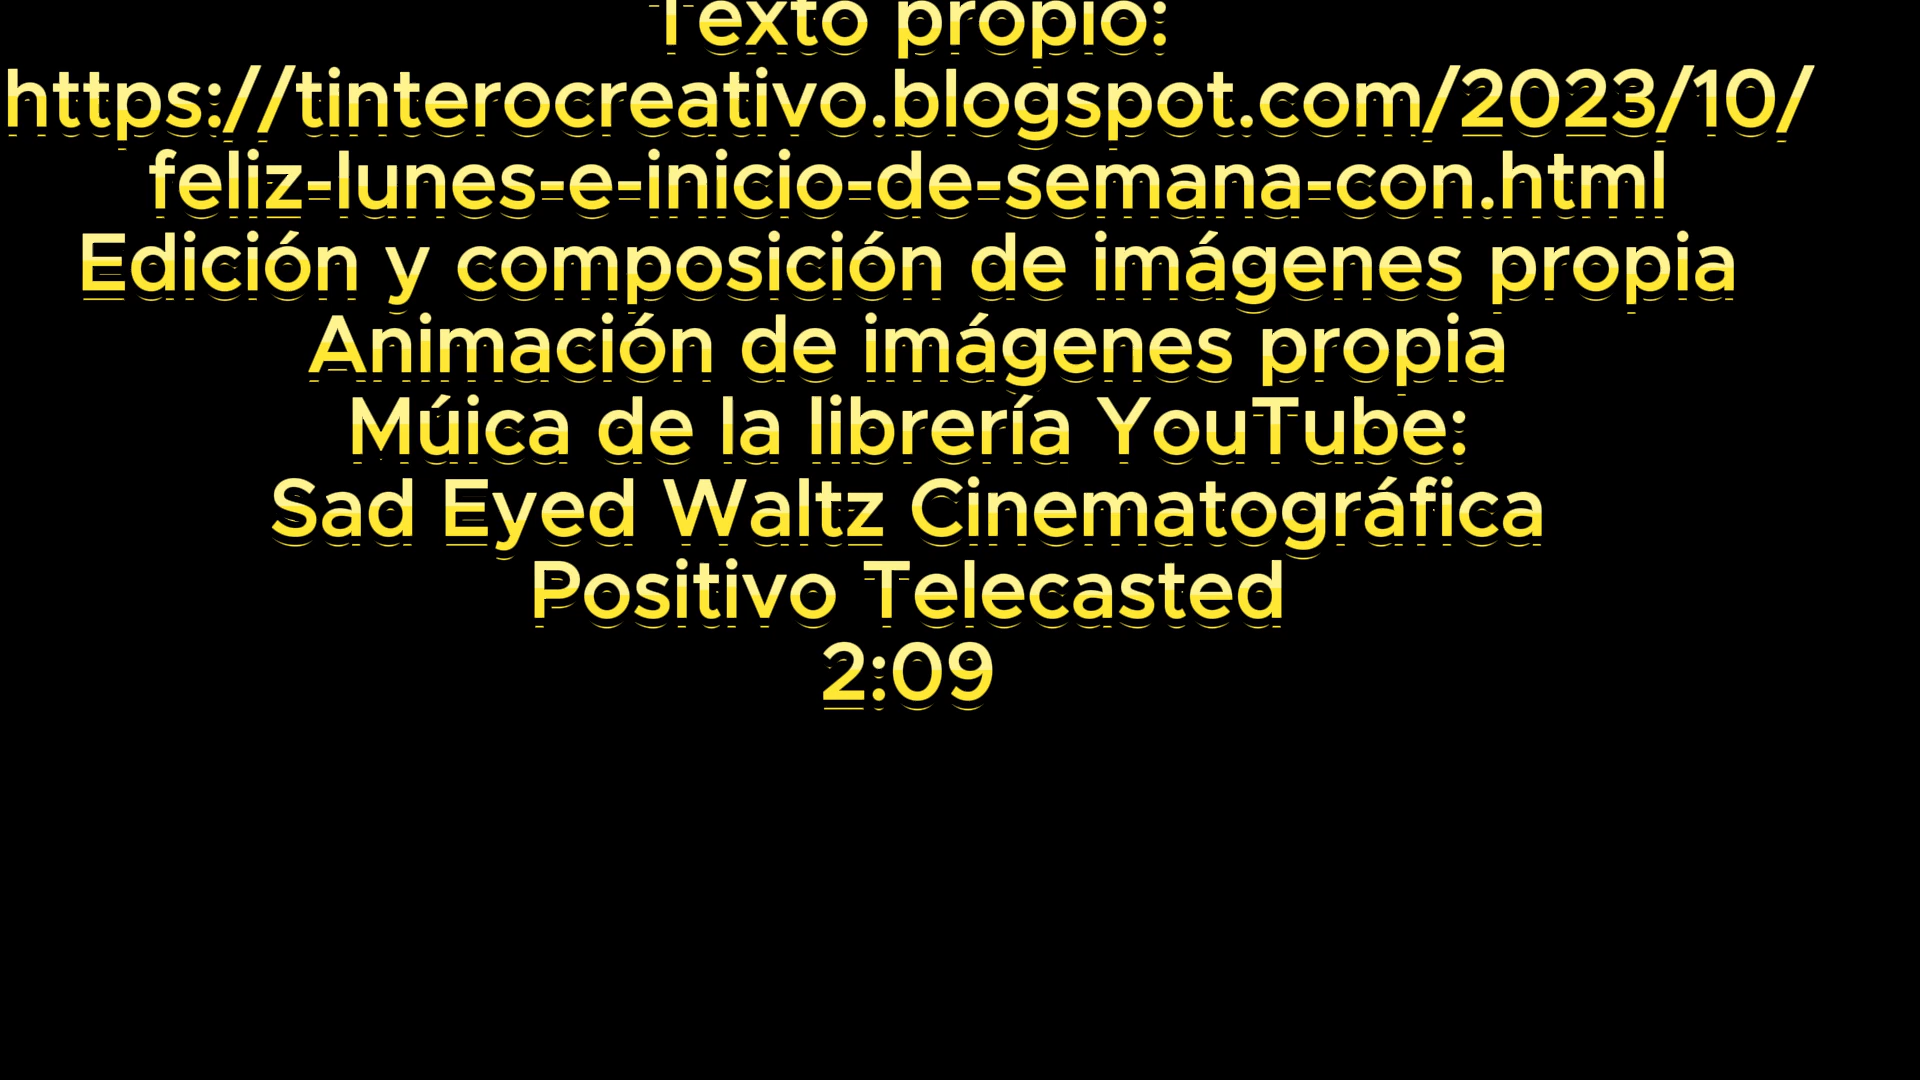 Texto propio:
https://tinterocreativo.blogspot.com/2023/10/
feliz-lunes-e-inicio-de-semana-con.html
Edición y composición de imágenes propia
Animación de imágenes propia
Múica de la librería YouTube:
Sad Eyed Waltz Cinematográfica
Positivo Telecasted
2:09